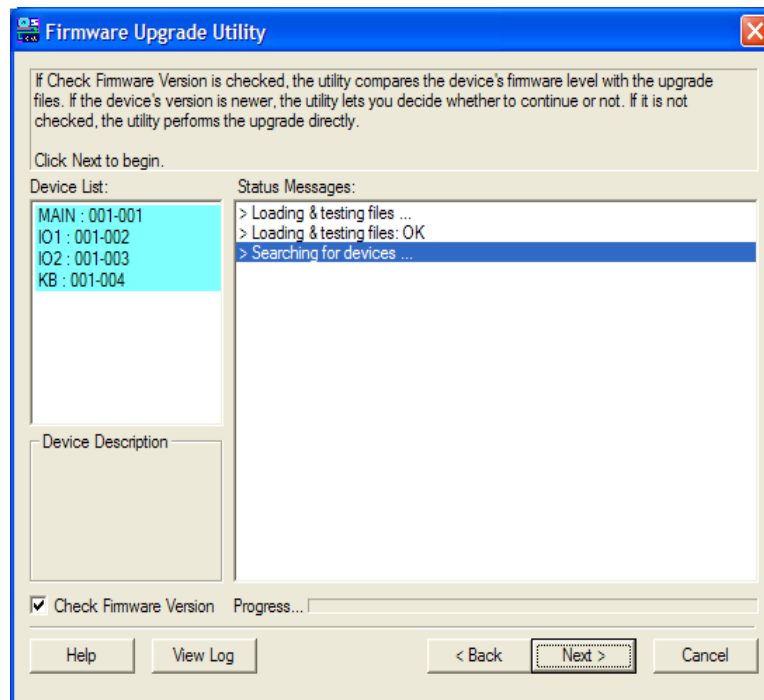 Firmware Upgrade Utility
If Check Firmware Version is checked, the utility compares the device's firmware level with the upgrade
files. If the device's version is newer, the utility lets you decide whether to continue or not. If it is not
checked, the utility performs the upgrade directly.
Click Next to begin.
Device List:
MAIN : 001-001
IO1 : 001-002
IO2 : 001-003
KB : 001-004
Status Messages:
> Loading & testing files ...
> Loading & testing files: OK
> Searching for devices ...
Device Description
Check Firmware Version
Progress...
Help
View Log
< Back
Next >
Cancel